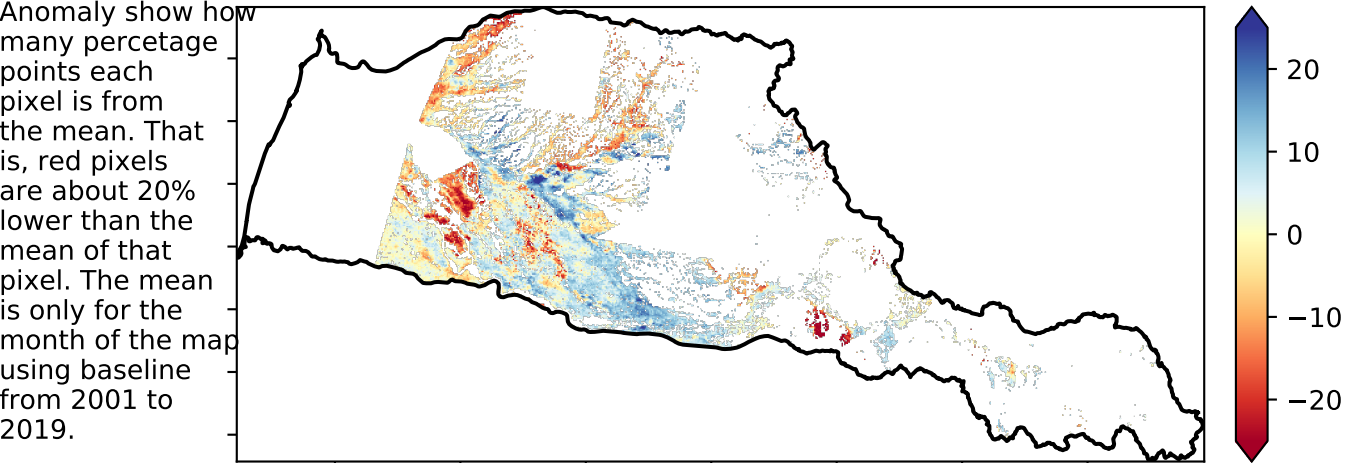 Anomaly show how
many percetage
points each
pixel is from
the mean. That
is, red pixels
are about 20%
lower than the
mean of that
pixel. The mean
is only for the
month of the map
using baseline
from 2001 to
2019.
20
10
0
−10
−20